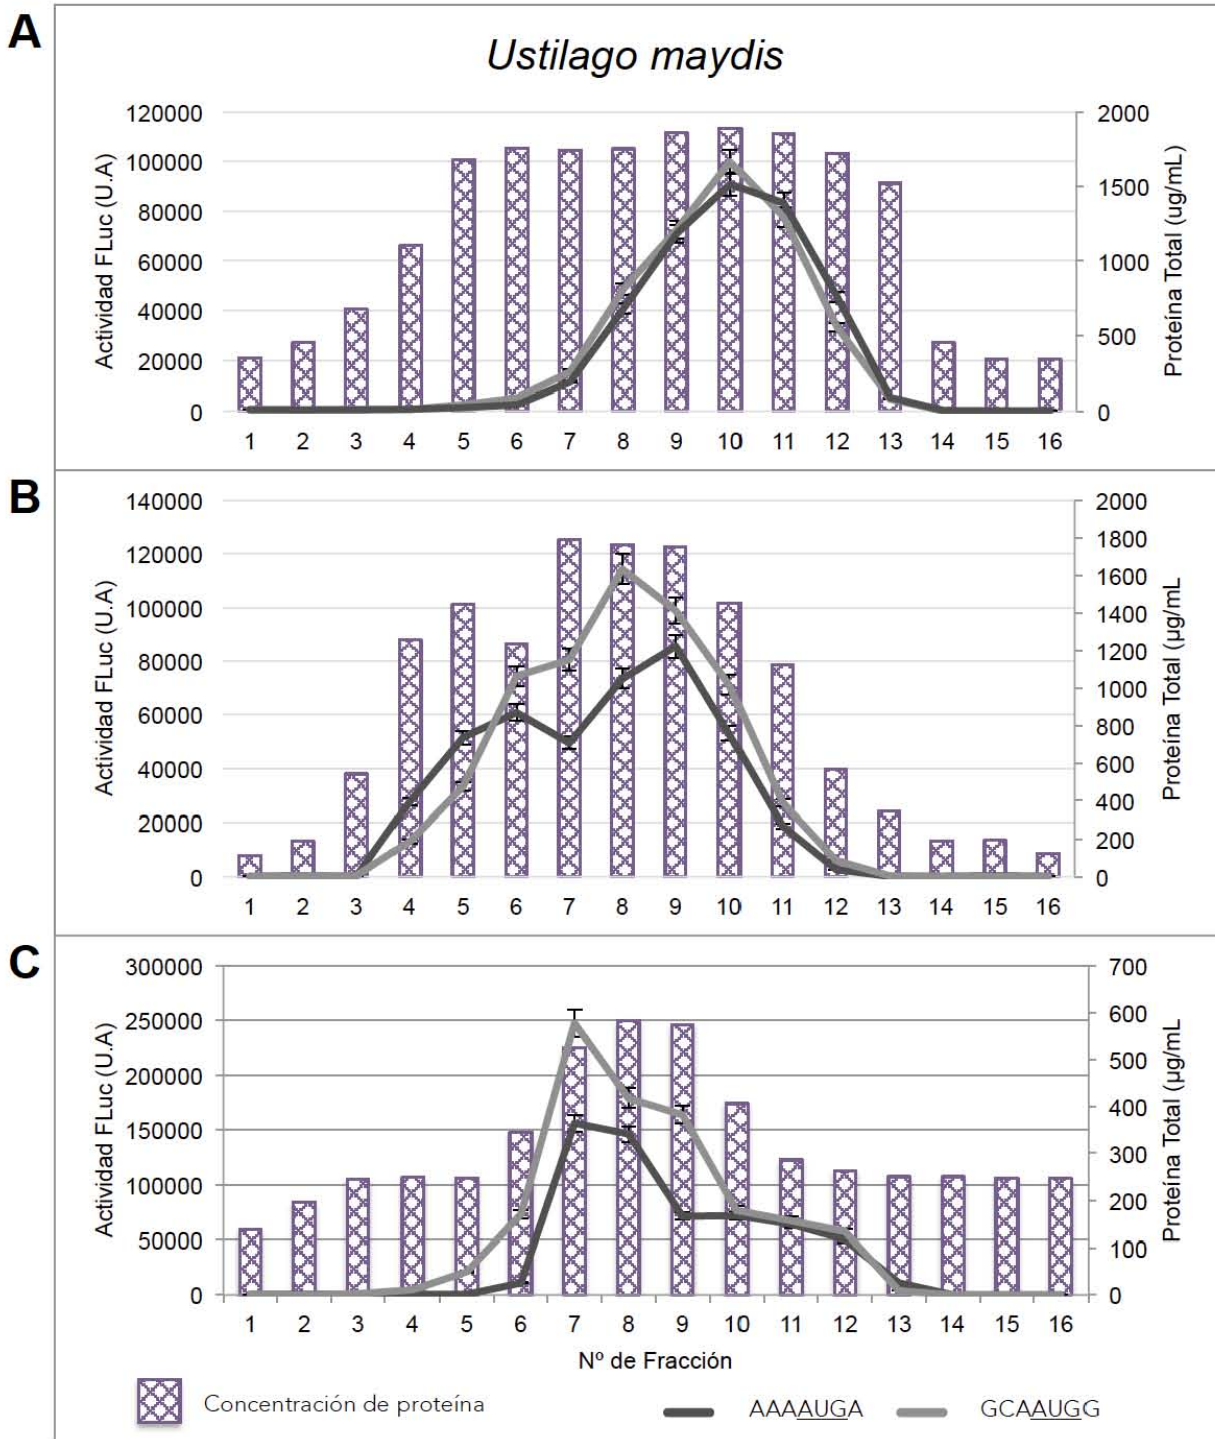 A
Ustilago maydis
Actividad FLuc (U.A)
120000
100000
80000
60000
40000
20000
0
2000
1500
1000
500
0
Proteína Total (ug/mL)
1 2 3 4 5 6 7 8 9 10 11 12 13 14 15 16
B
Actividad FLuc (U.A)
140000
120000
100000
80000
60000
40000
20000
0
2000
1800
1600
1400
1200
1000
800
600
400
200
0
Proteína Total (µg/mL
1 2 3 4 5 6 7 8 9 10 11 12 13 14 15 16
C
Actividad FLuc (U.A)
300000
250000
200000
150000
100000
50000
0
700
600
500
400
300
200
100
0
Proteína Total (µg/mL
1 2 3 4 5 6 7 8 9 10 11 12 13 14 15 16
Nº de Fracción
Concentración de proteína
AAAAUGA
GCAAUGG